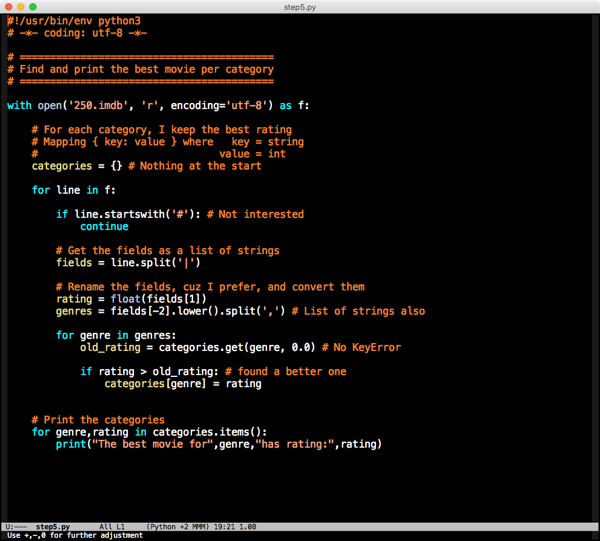 step5.py
#!/usr/bin/env python3
# -*- coding: utf-8 -*-
# ==========================================
# Find and print the best movie per category
# ==========================================
with open('250.imdb', 'r', encoding='utf-8') as f:
    # For each category, I keep the best rating
    # Mapping { key: value } where   key = string
    #                              value = int
    categories = {} # Nothing at the start
    for line in f:
        if line.startswith('#'): # Not interested
            continue
        # Get the fields as a list of strings
        fields = line.split('|')
        # Rename the fields, cuz I prefer, and convert them
        rating = float(fields[1])
        genres = fields[-2].lower().split(',') # List of strings also
        for genre in genres:
            old_rating = categories.get(genre, 0.0) # No KeyError
            if rating > old_rating: # found a better one
                categories[genre] = rating
    # Print the categories
    for genre,rating in categories.items():
        print("The best movie for",genre,"has rating:",rating)
U:---  step5.py       All L1     (Python +2 MMM) 19:21 1.08
Use +,-,0 for further adjustment